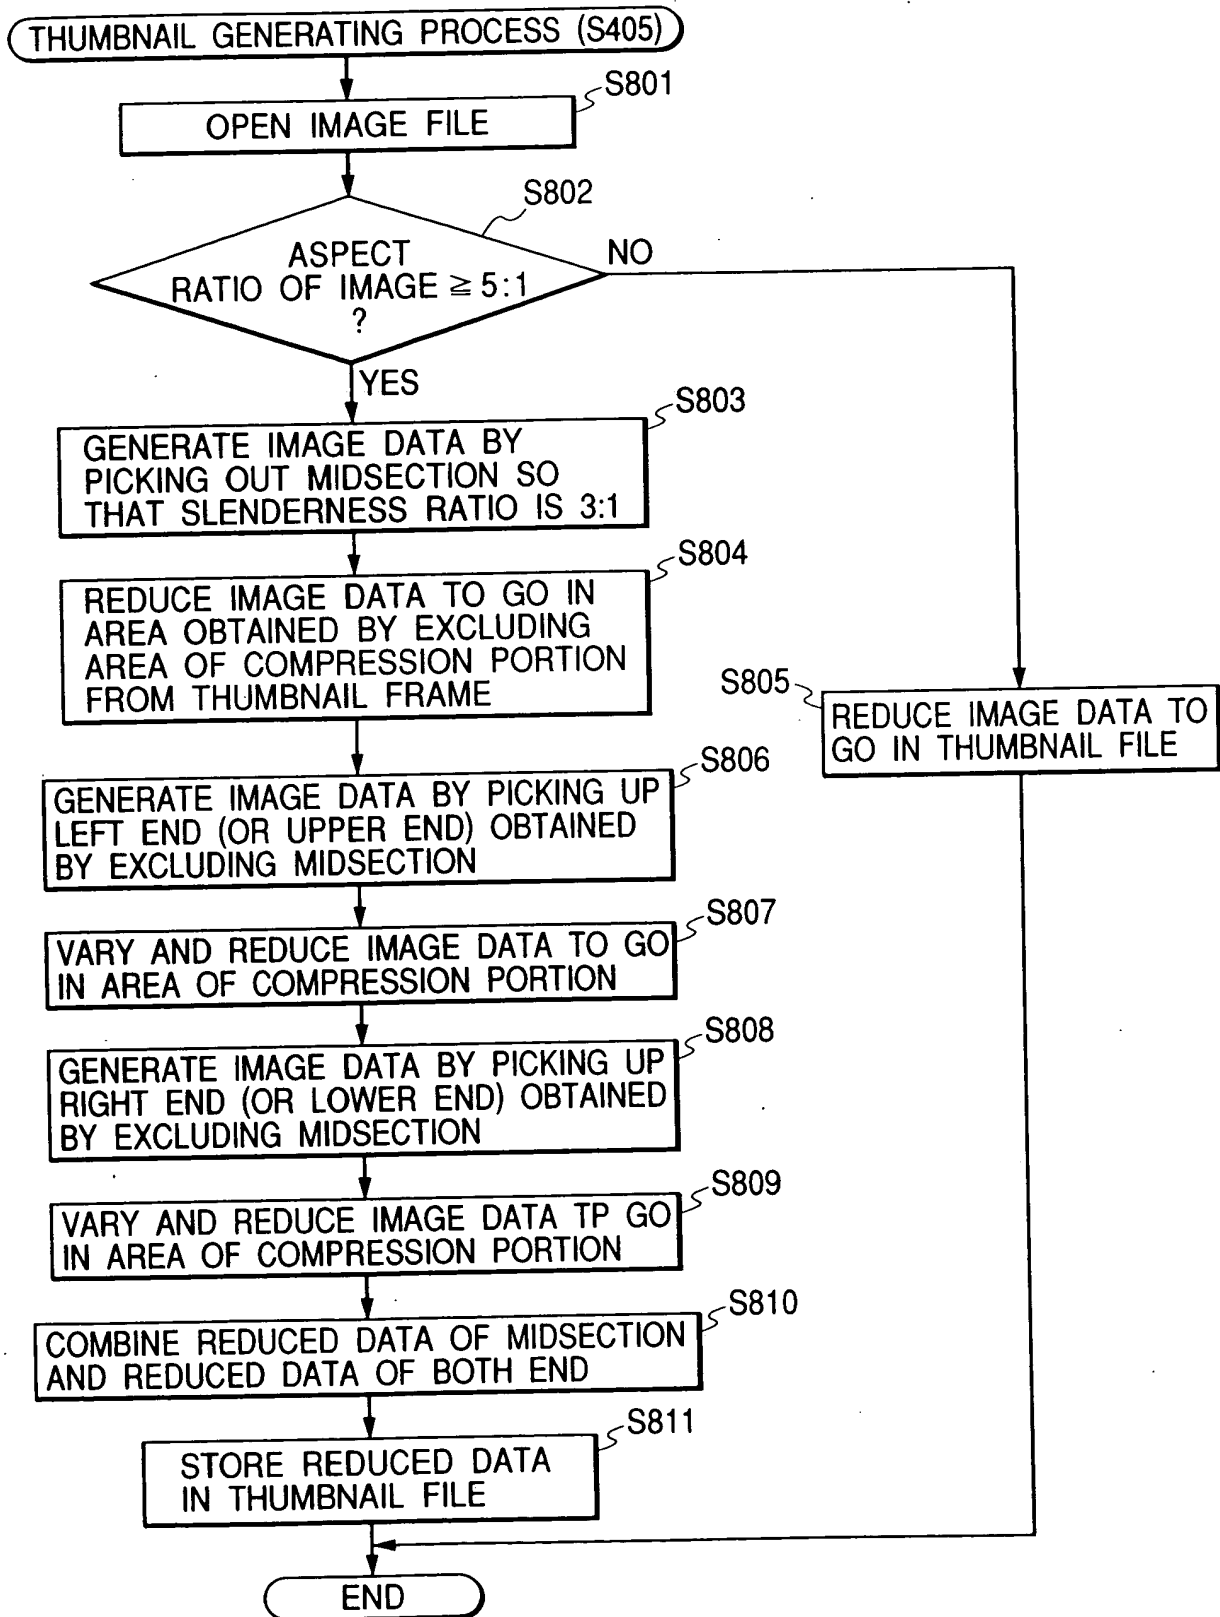 THUMBNAIL GENERATING PROCESS (S405)
S801
OPEN IMAGE FILE
S802
ASPECT
RATIO OF IMAGE ≧ 5:1
?
NO
YES
S803
GENERATE IMAGE DATA BY
PICKING OUT MIDSECTION SO
THAT SLENDERNESS RATIO IS 3:1
S804
REDUCE IMAGE DATA TO GO IN
AREA OBTAINED BY EXCLUDING
AREA OF COMPRESSION PORTION
FROM THUMBNAIL FRAME
S805
REDUCE IMAGE DATA TO
GO IN THUMBNAIL FILE
S806
GENERATE IMAGE DATA BY PICKING UP
LEFT END (OR UPPER END) OBTAINED
BY EXCLUDING MIDSECTION
S807
VARY AND REDUCE IMAGE DATA TO GO
IN AREA OF COMPRESSION PORTION
S808
GENERATE IMAGE DATA BY PICKING UP
RIGHT END (OR LOWER END) OBTAINED
BY EXCLUDING MIDSECTION
S809
VARY AND REDUCE IMAGE DATA TP GO
IN AREA OF COMPRESSION PORTION
S810
COMBINE REDUCED DATA OF MIDSECTION
AND REDUCED DATA OF BOTH END
S811
STORE REDUCED DATA
IN THUMBNAIL FILE
END